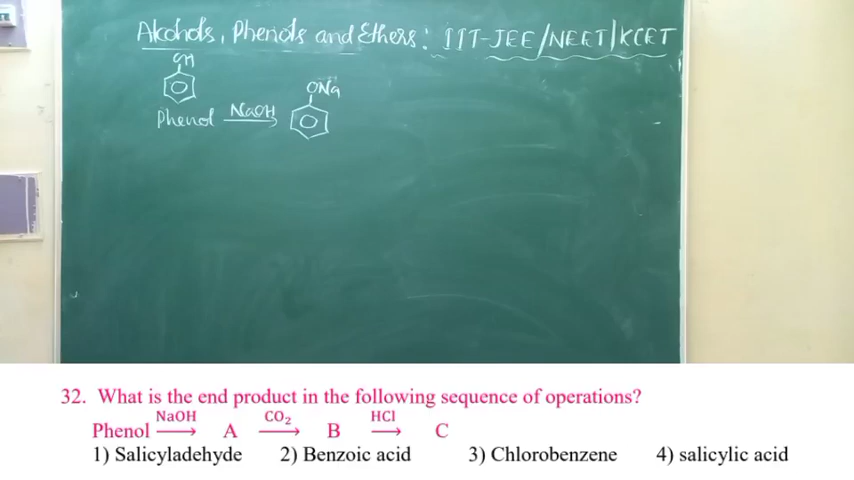 Alcohols, Phenols and Ethers: IIT-JEE/NEET/KCET
OH
ONa
Phenol NaOH
32. What is the end product in the following sequence of operations?
NaOH CO₂ HCl
Phenol ⟶ A ⟶ B ⟶ C
1) Salicyladehyde 2) Benzoic acid 3) Chlorobenzene 4) salicylic acid